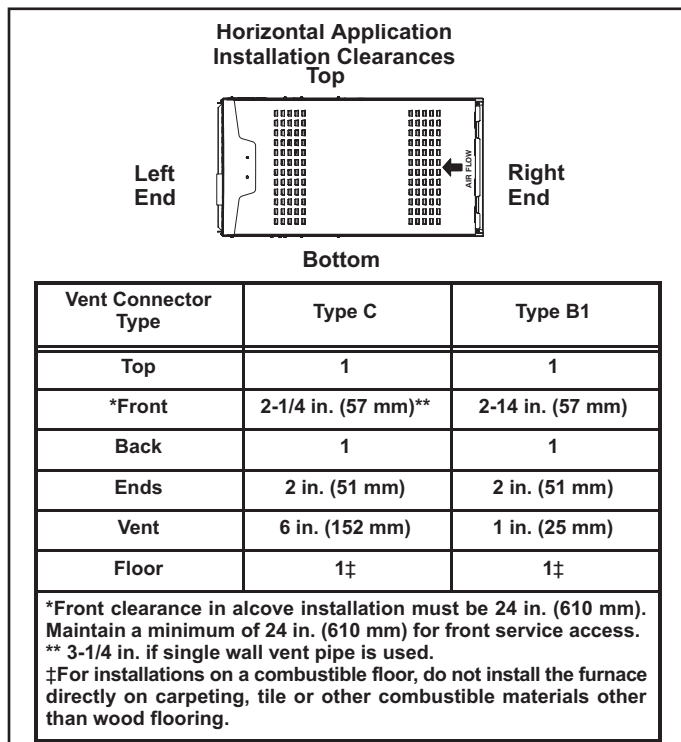 Horizontal Application
Installation Clearances
Top
Left
End
AIR FLOW
Right
End
Bottom
Vent Connector
Type
Type C
Type B1
Top
1
1
*Front
2-1/4 in. (57 mm)**
2-14 in. (57 mm)
Back
1
1
Ends
2 in. (51 mm)
2 in. (51 mm)
Vent
6 in. (152 mm)
1 in. (25 mm)
Floor
1‡
1‡
*Front clearance in alcove installation must be 24 in. (610 mm).
Maintain a minimum of 24 in. (610 mm) for front service access.
** 3-1/4 in. if single wall vent pipe is used.
‡For installations on a combustible floor, do not install the furnace
directly on carpeting, tile or other combustible materials other
than wood flooring.